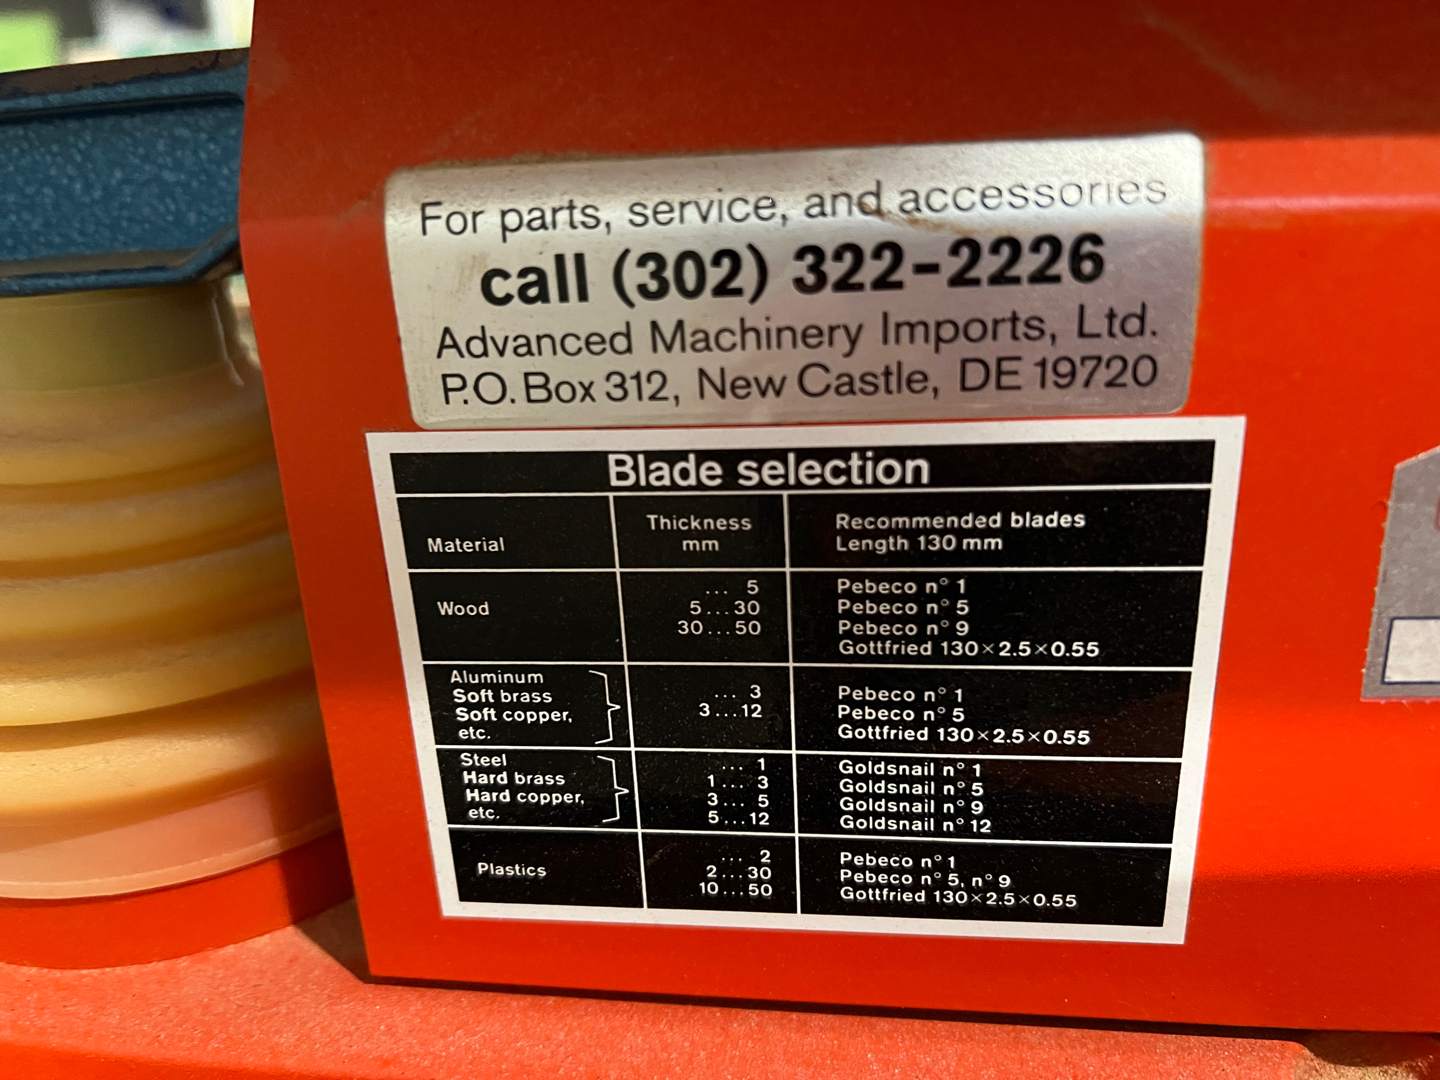 For parts, service, and accessories
call (302) 322-2226
Advanced Machinery Imports, Ltd.
P.O. Box 312, New Castle, DE 19720
Blade selection
Material
Thickness
mm
Recommended blades
Length 130 mm
Wood
... 5
5...30
30...50
Pebeco n° 1
Pebeco n° 5
Pebeco n° 9
Gottfried 130×2.5×0.55
Aluminum
Soft brass
Soft copper,
etc.
... 3
3...12
Pebeco n° 1
Pebeco n° 5
Gottfried 130×2.5×0.55
Steel
Hard brass
Hard copper,
etc.
... 1
1... 3
3... 5
5...12
Goldsnail n° 1
Goldsnail n° 5
Goldsnail n° 9
Goldsnail n° 12
Plastics
... 2
2...30
10...50
Pebeco n° 1
Pebeco n° 5, n° 9
Gottfried 130×2.5×0.55